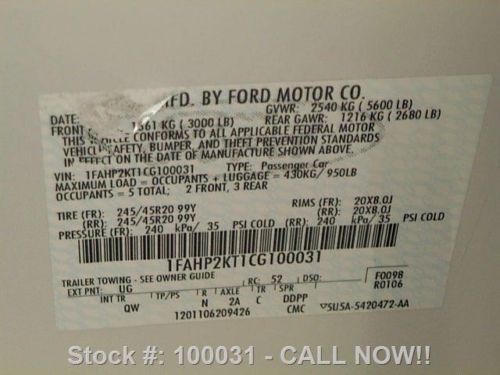 MFD. BY FORD MOTOR CO.
DATE: GVWR: 2540 KG ( 5600 LB)
FRONT 1361 KG ( 3000 LB) REAR GAWR: 1216 KG ( 2680 LB)
THIS VEHICLE CONFORMS TO ALL APPLICABLE FEDERAL MOTOR
VEHICLE SAFETY, BUMPER, AND THEFT PREVENTION STANDARDS
IN EFFECT ON THE DATE OF MANUFACTURE SHOWN ABOVE.
VIN: 1FAHP2KT1CG100031 TYPE: Passenger Car
MAXIMUM LOAD = OCCUPANTS + LUGGAGE = 430KG/ 950LB
OCCUPANTS = 5 TOTAL, 2 FRONT, 3 REAR
TIRE (FR): 245/45R20 99Y RIMS (FR): 20X8.0J
(RR): 245/45R20 99Y (RR): 20X8.0J
PRESSURE (FR): 240 kPa/ 35 PSI COLD (RR): 240 kPa/ 35 PSI COLD
1FAHP2KT1CG100031
TRAILER TOWING - SEE OWNER GUIDE F0098
EXT PNT: UG RC: 52 DSO: R0106
INT TR TP/PS R AXLE TR SPR
QW N 2A C DDPP
1201106209426 CMC SU5A-5420472-AA
Stock #: 100031 - CALL NOW!!